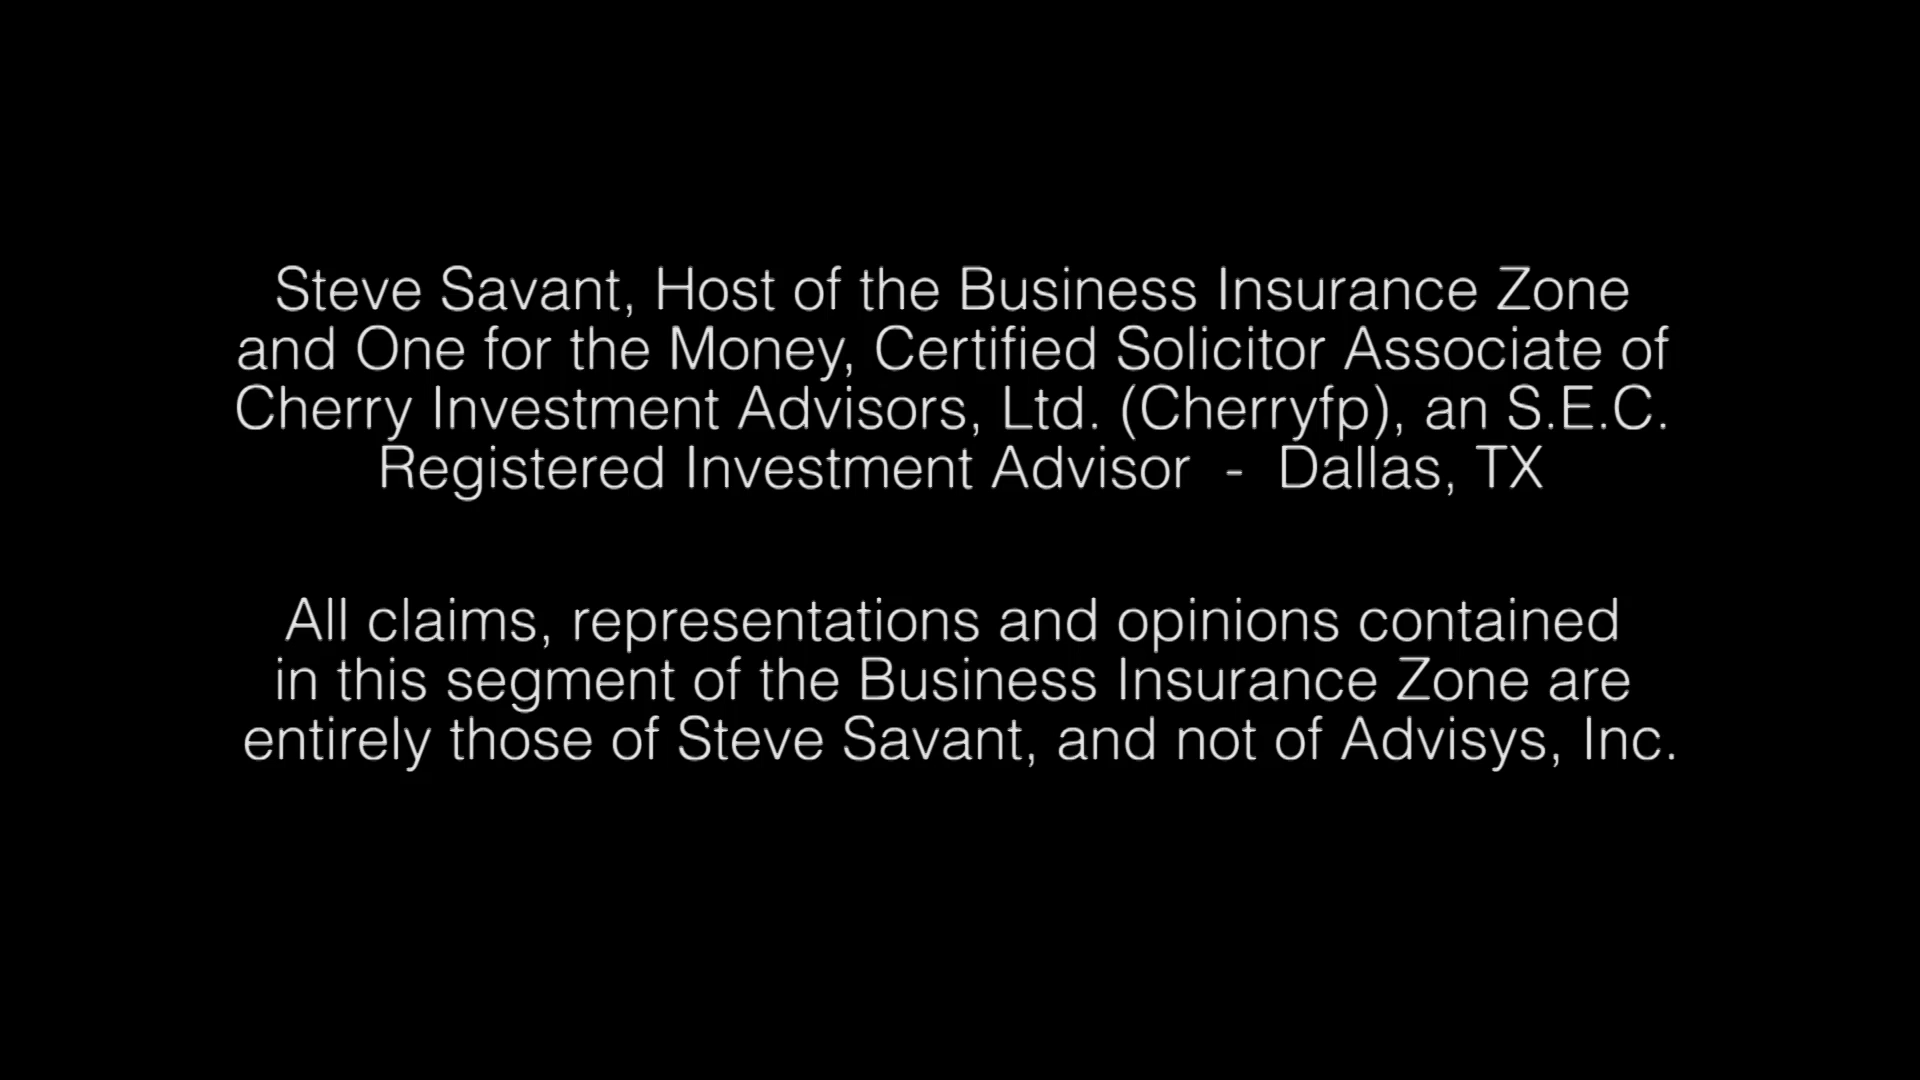 Steve Savant, Host of the Business Insurance Zone
and One for the Money, Certified Solicitor Associate of
Cherry Investment Advisors, Ltd. (Cherryfp), an S.E.C.
Registered Investment Advisor - Dallas, TX
All claims, representations and opinions contained
in this segment of the Business Insurance Zone are
entirely those of Steve Savant, and not of Advisys, Inc.